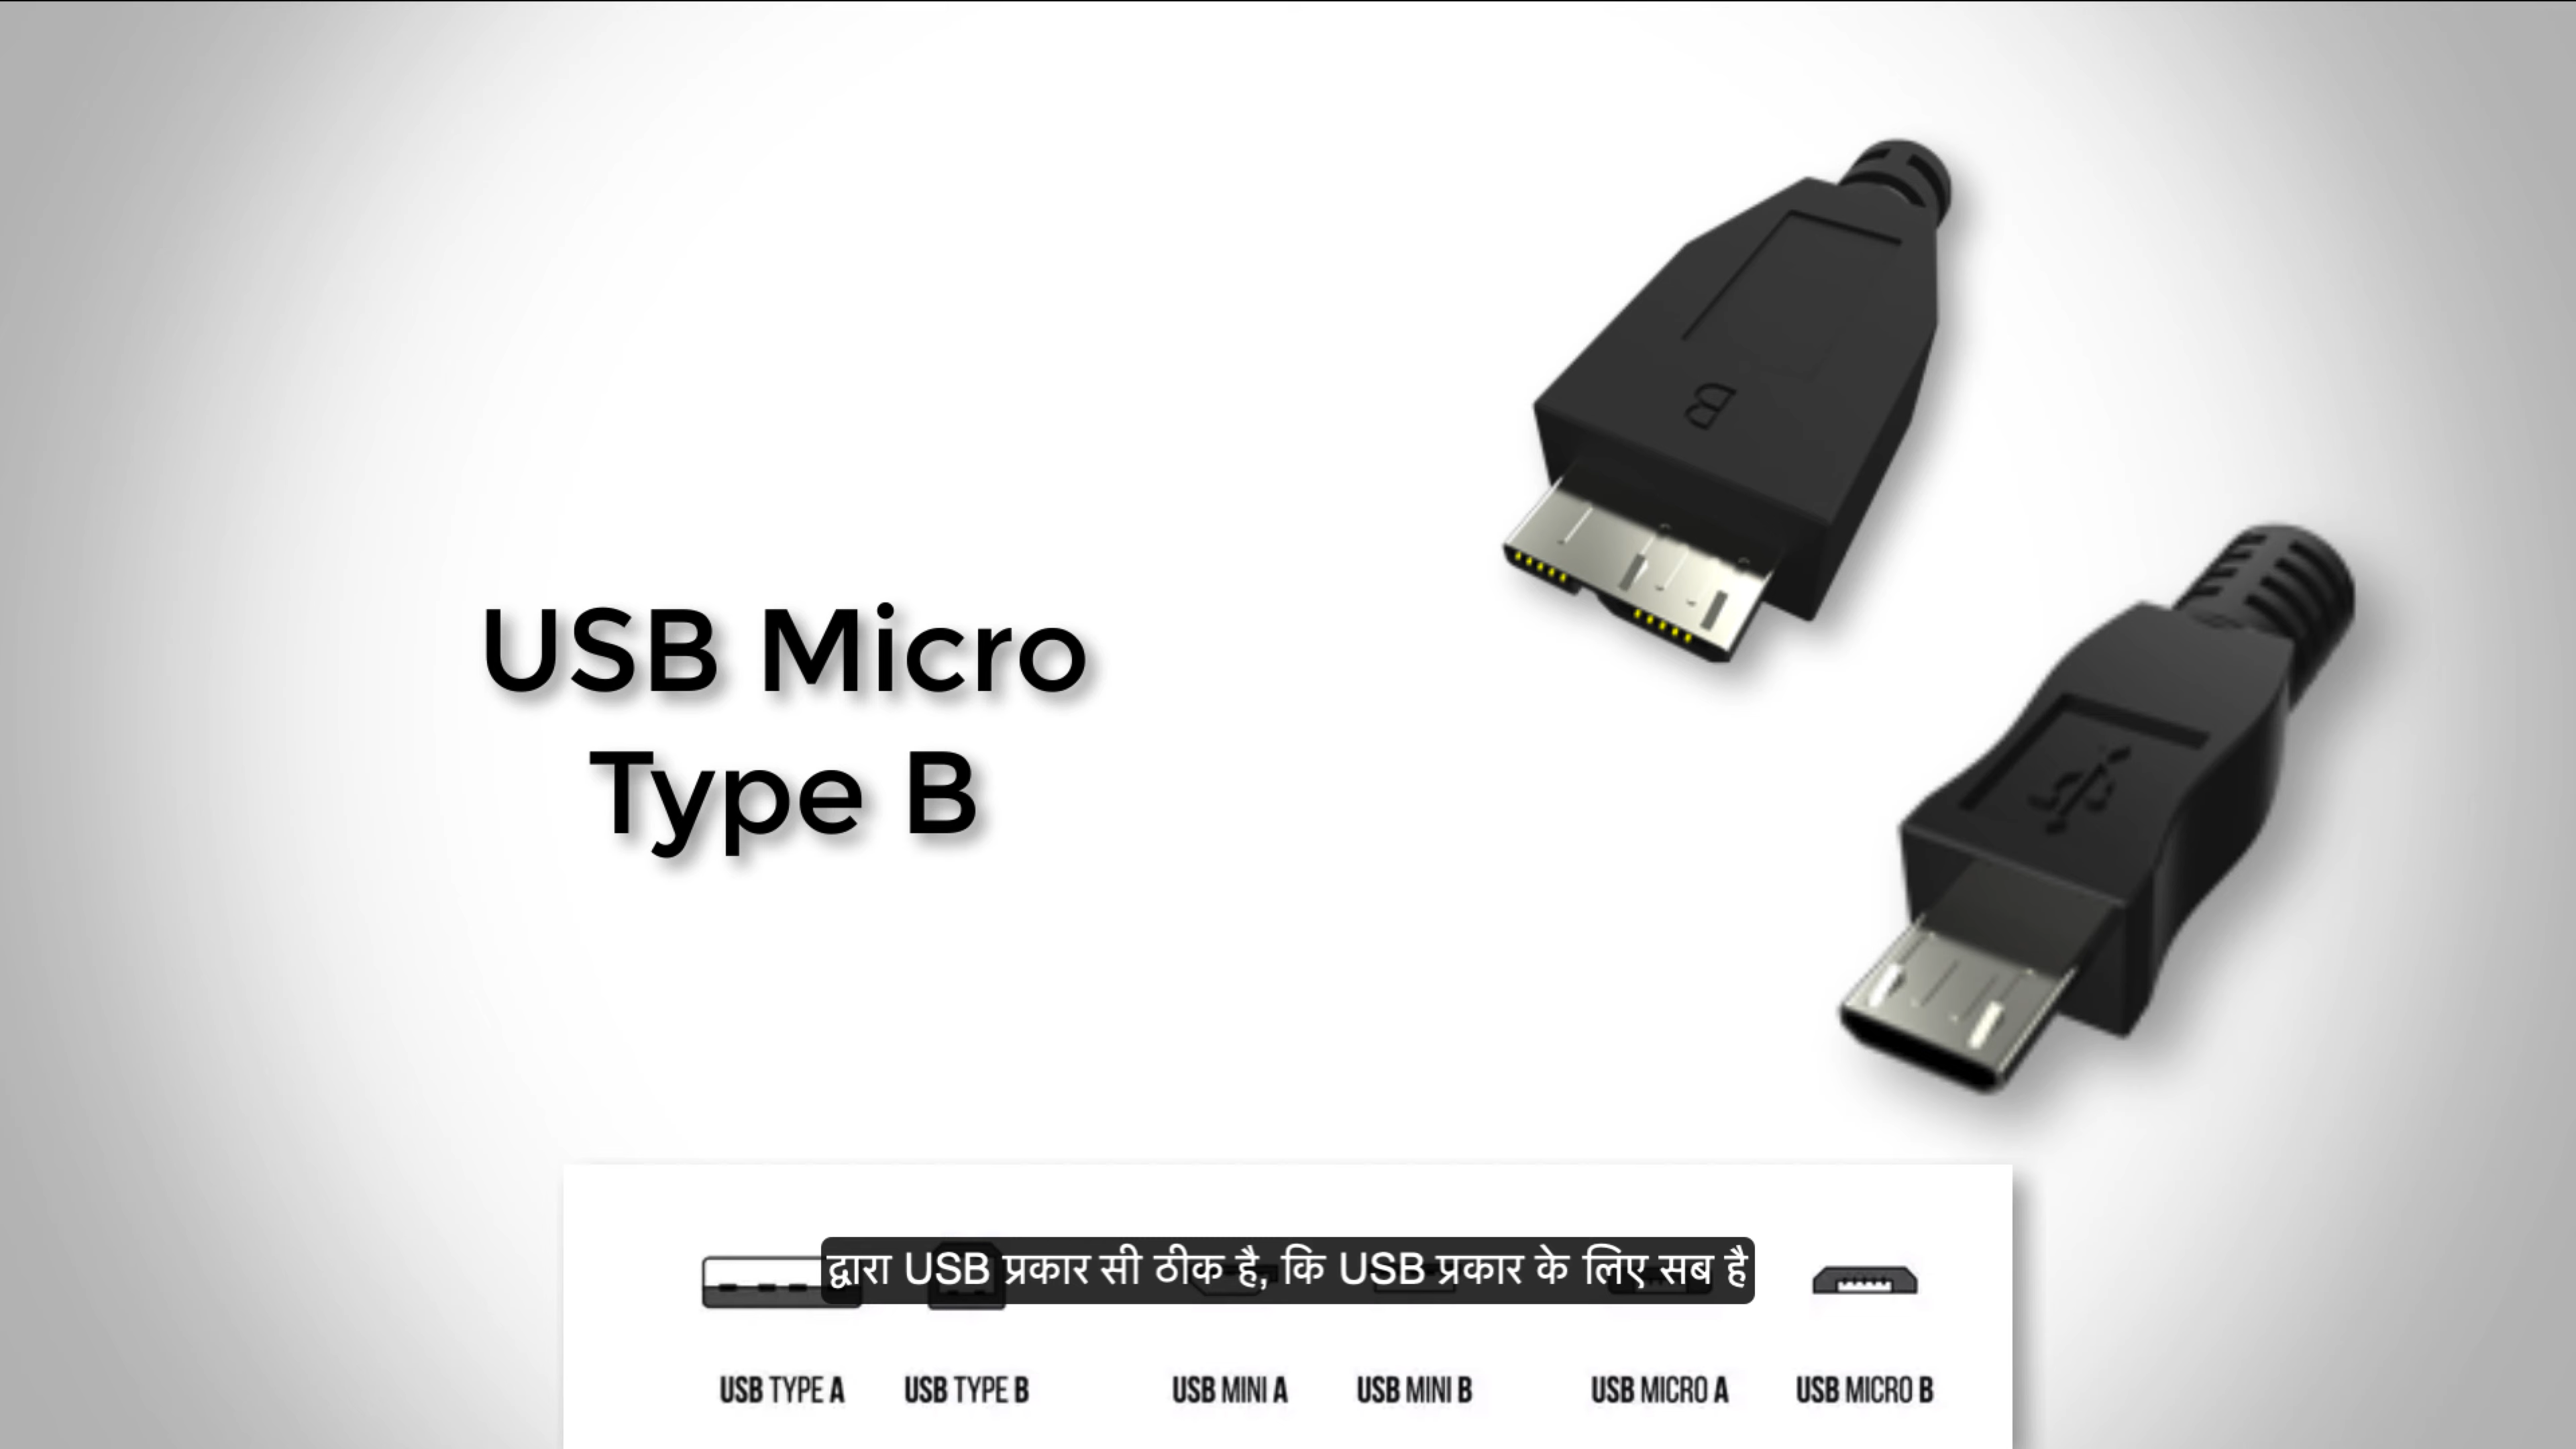 B
USB Micro
Type B
द्वारा USB प्रकार सी ठीक है, कि USB प्रकार के लिए सब है
USB TYPE A
USB TYPE B
USB MINI A
USB MINI B
USB MICRO A
USB MICRO B